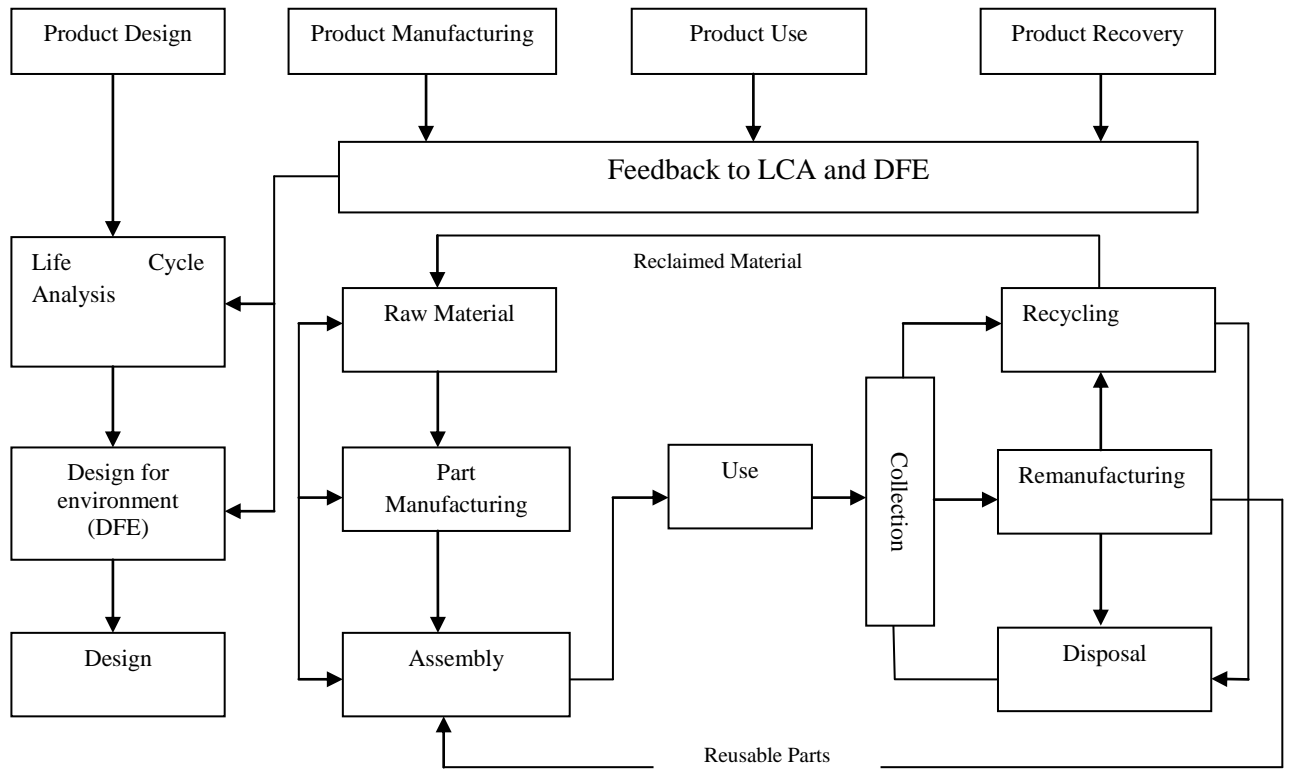 Product Design
Product Manufacturing
Product Use
Product Recovery
Feedback to LCA and DFE
Life Cycle
Analysis
Reclaimed Material
Raw Material
Recycling
Design for
environment
(DFE)
Part
Manufacturing
Use
Collection
Remanufacturing
Design
Assembly
Disposal
Reusable Parts